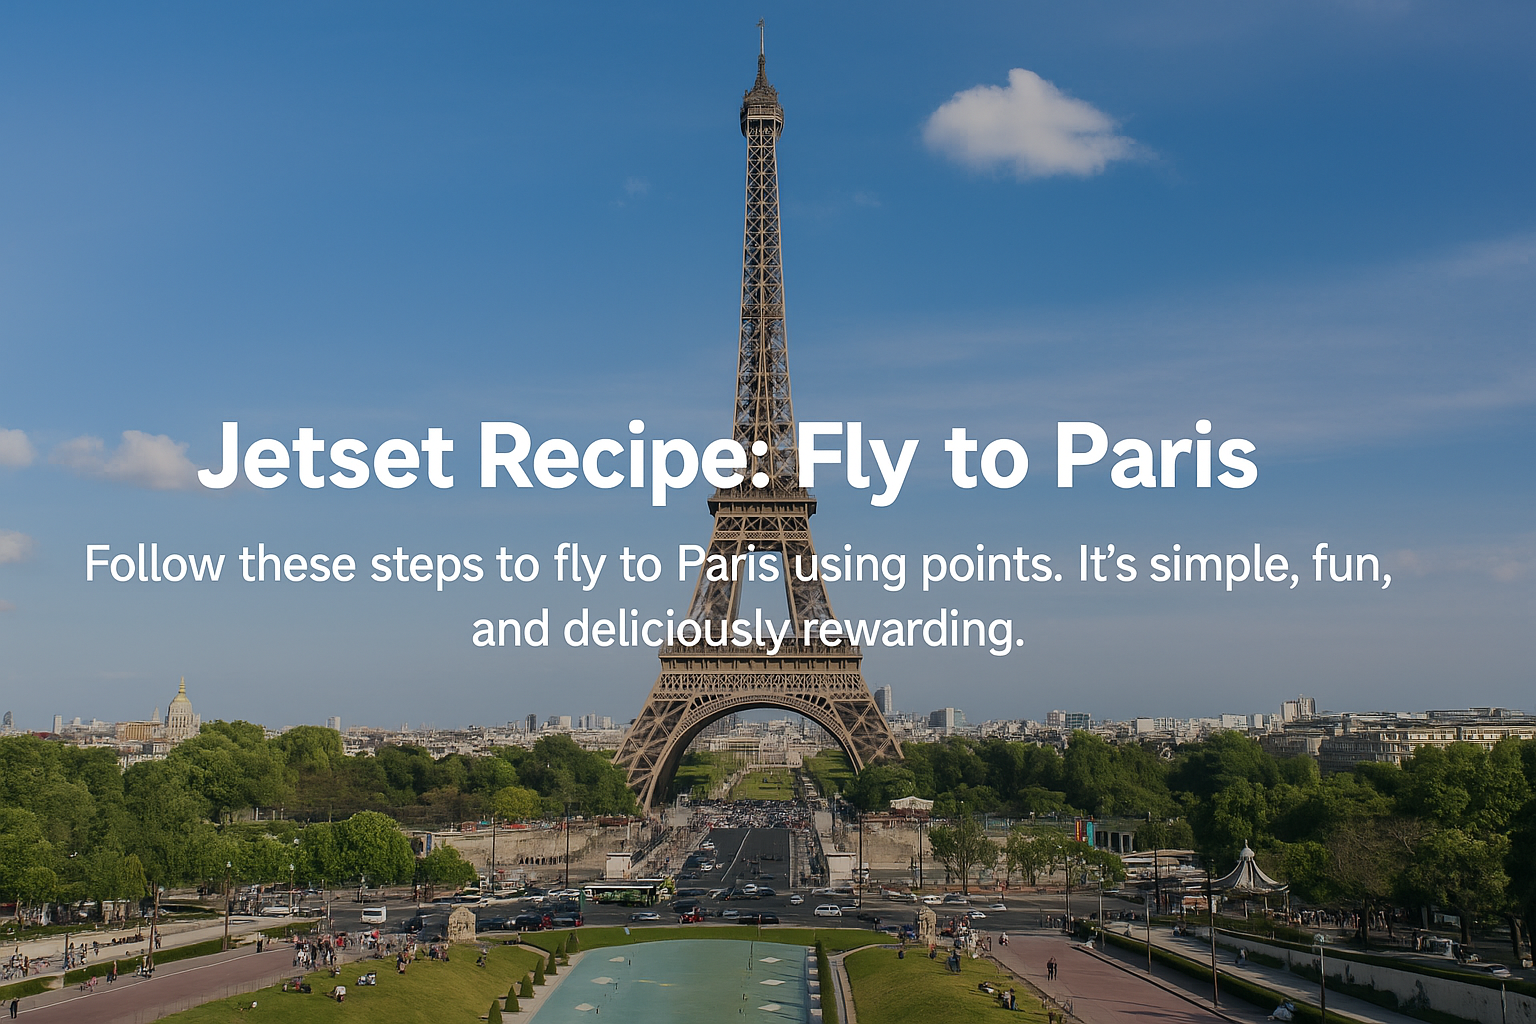 Jetset Recipe: Fly to Paris
Follow these steps to fly to Paris using points. It’s simple, fun,
and deliciously rewarding.